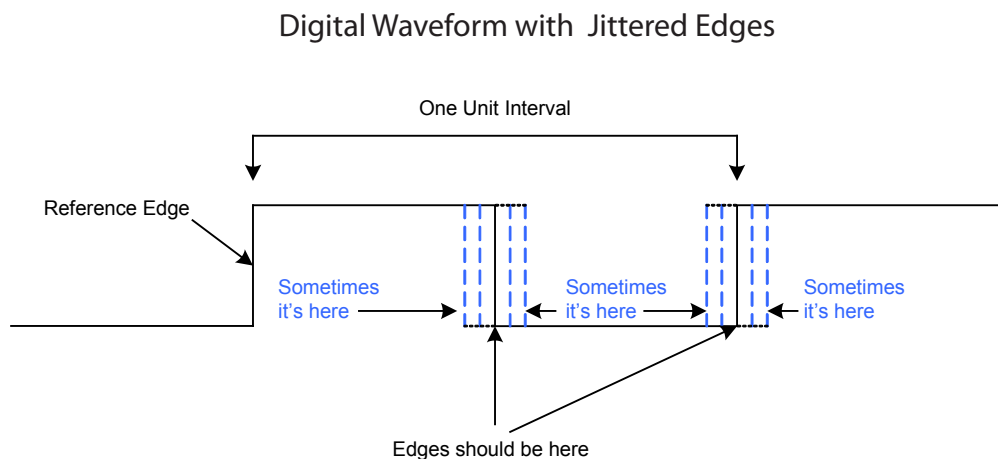 Digital Waveform with Jittered Edges
One Unit Interval
Reference Edge
Sometimes
it's here
Sometimes
it's here
Sometimes
it's here
Edges should be here